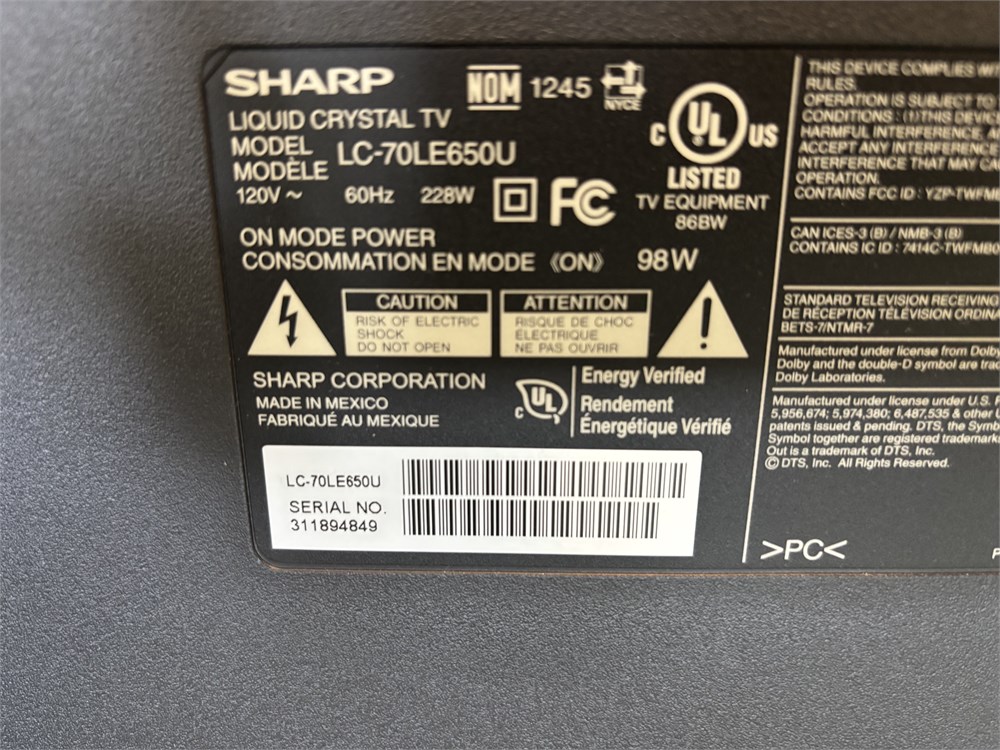 SHARP
NOM 1245 NYCE
LIQUID CRYSTAL TV
MODEL
MODÈLE LC-70LE650U
120V ~ 60Hz 228W
FC
C UL US
LISTED
TV EQUIPMENT
86BW
ON MODE POWER
CONSOMMATION EN MODE 《ON》 98W
CAUTION
RISK OF ELECTRIC
SHOCK
DO NOT OPEN
ATTENTION
RISQUE DE CHOC
ÉLECTRIQUE
NE PAS OUVRIR
SHARP CORPORATION
MADE IN MEXICO
FABRIQUÉ AU MEXIQUE
C UL
Energy Verified
Rendement
Énergétique Vérifié
LC-70LE650U
SERIAL NO.
311894849
THIS DEVICE COMPLIES
RULES.
OPERATION IS SUBJECT TO
CONDITIONS : (1)THIS
HARMFUL INTERFERENCE,
ACCEPT ANY INTERFERENCE
INTERFERENCE THAT MAY
OPERATION.
CONTAINS FCC ID : YZP-TWFM
CAN ICES-3 (B) / NMB-3 (B)
CONTAINS IC ID : 7414C-TWFMB
STANDARD TELEVISION RECEIVING
DE RÉCEPTION TÉLÉVISION
BETS-7/NTMR-7
Manufactured under license from Dolby
Dolby and the double-D symbol are
Dolby Laboratories.
Manufactured under license under U.S.
5,956,674; 5,974,380; 6,487,535 & other
patents issued & pending. DTS, the
Symbol together are registered
Out is a trademark of DTS, Inc.
© DTS, Inc. All Rights Reserved.
>PC<